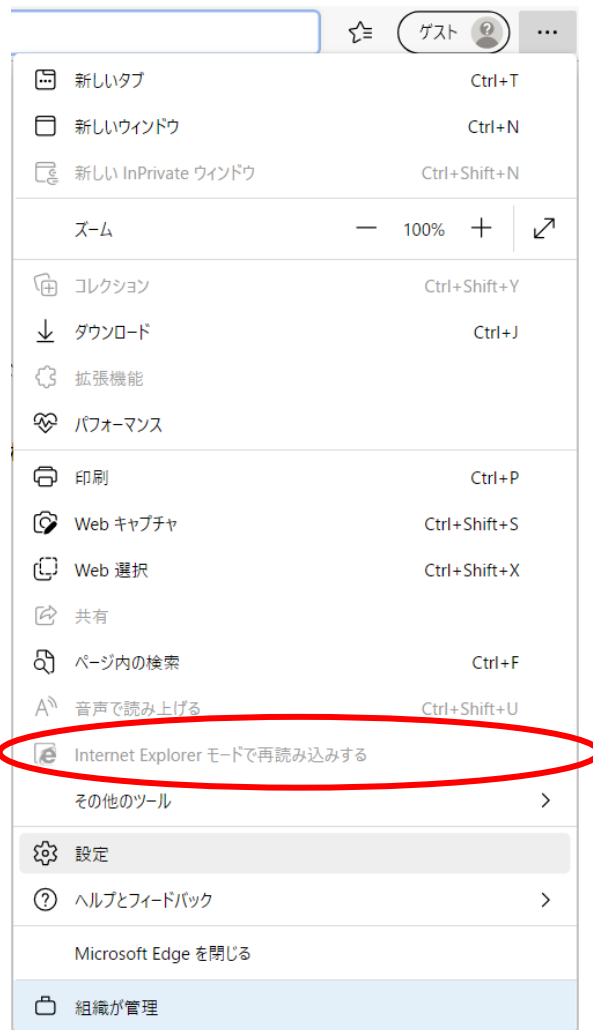 ゲスト
新しいタブ Ctrl+T
新しいウィンドウ Ctrl+N
新しい InPrivate ウィンドウ Ctrl+Shift+N
ズーム 100%
コレクション Ctrl+Shift+Y
ダウンロード Ctrl+J
拡張機能
パフォーマンス
印刷 Ctrl+P
Web キャプチャ Ctrl+Shift+S
Web 選択 Ctrl+Shift+X
共有
ページ内の検索 Ctrl+F
音声で読み上げる Ctrl+Shift+U
Internet Explorer モードで再読み込みする
その他のツール
設定
ヘルプとフィードバック
Microsoft Edge を閉じる
組織が管理